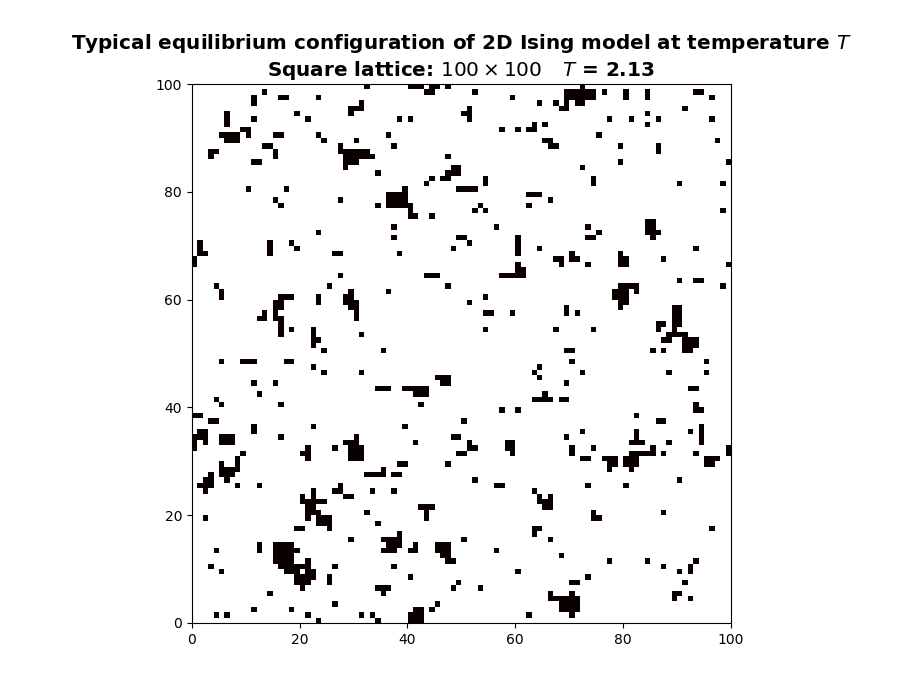 Typical equilibrium configuration of 2D Ising model at temperature T
Square lattice: 100 × 100 T = 2.13
100
80
60
40
20
0
0 20 40 60 80 100